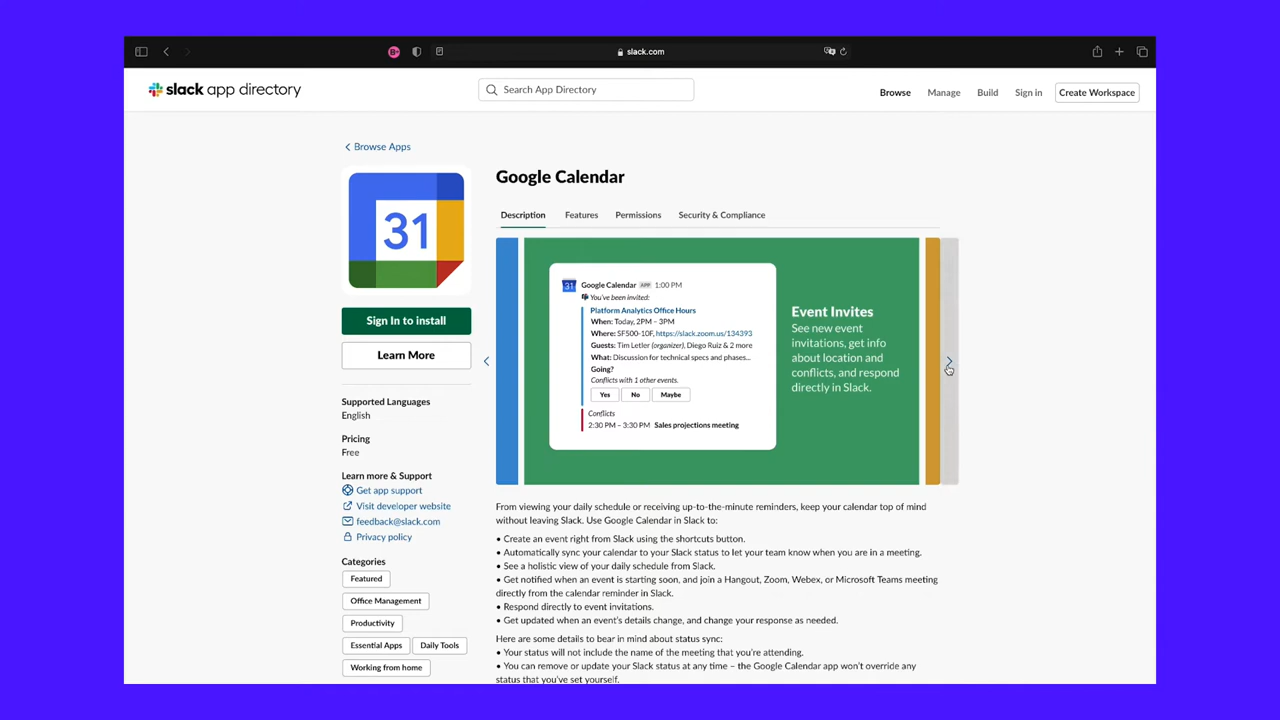 slack.com
slack app directory
Search App Directory
Browse
Manage
Build
Sign in
Create Workspace
Browse Apps
31
Sign In to install
Learn More
Supported Languages
English
Pricing
Free
Learn more & Support
Get app support
Visit developer website
feedback@slack.com
Privacy policy
Categories
Featured
Office Management
Productivity
Essential Apps
Daily Tools
Working from home
Google Calendar
Description
Features
Permissions
Security & Compliance
31
Google Calendar APP 1:00 PM
You've been invited:
Platform Analytics Office Hours
When: Today, 2PM – 3PM
Where: SF500-10F, https://slack.zoom.us/134393
Guests: Tim Letler (organizer), Diego Ruiz & 2 more
What: Discussion for technical specs and phases...
Going?
Conflicts with 1 other events.
Yes
No
Maybe
Conflicts
2:30 PM – 3:30 PM Sales projections meeting
Event Invites
See new event
invitations, get info
about location and
conflicts, and respond
directly in Slack.
From viewing your daily schedule or receiving up-to-the-minute reminders, keep your calendar top of mind
without leaving Slack. Use Google Calendar in Slack to:
• Create an event right from Slack using the shortcuts button.
• Automatically sync your calendar to your Slack status to let your team know when you are in a meeting.
• See a holistic view of your daily schedule from Slack.
• Get notified when an event is starting soon, and join a Hangout, Zoom, Webex, or Microsoft Teams meeting
directly from the calendar reminder in Slack.
• Respond directly to event invitations.
• Get updated when an event's details change, and change your response as needed.
Here are some details to bear in mind about status sync:
• Your status will not include the name of the meeting that you're attending.
• You can remove or update your Slack status at any time – the Google Calendar app won't override any
status that you've set yourself.